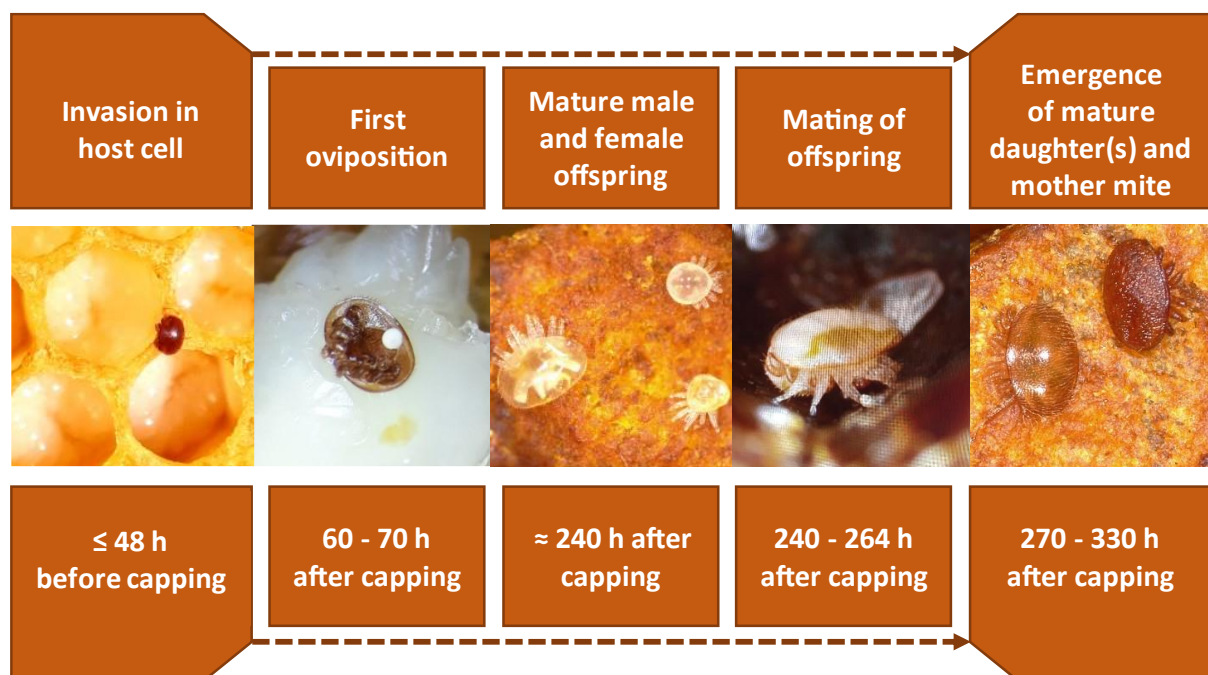 Invasion in
host cell
First
oviposition
Mature male
and female
offspring
Mating of
offspring
Emergence
of mature
daughter(s) and
mother mite
≤ 48 h
before capping
60 - 70 h
after capping
≈ 240 h after
capping
240 - 264 h
after capping
270 - 330 h
after capping